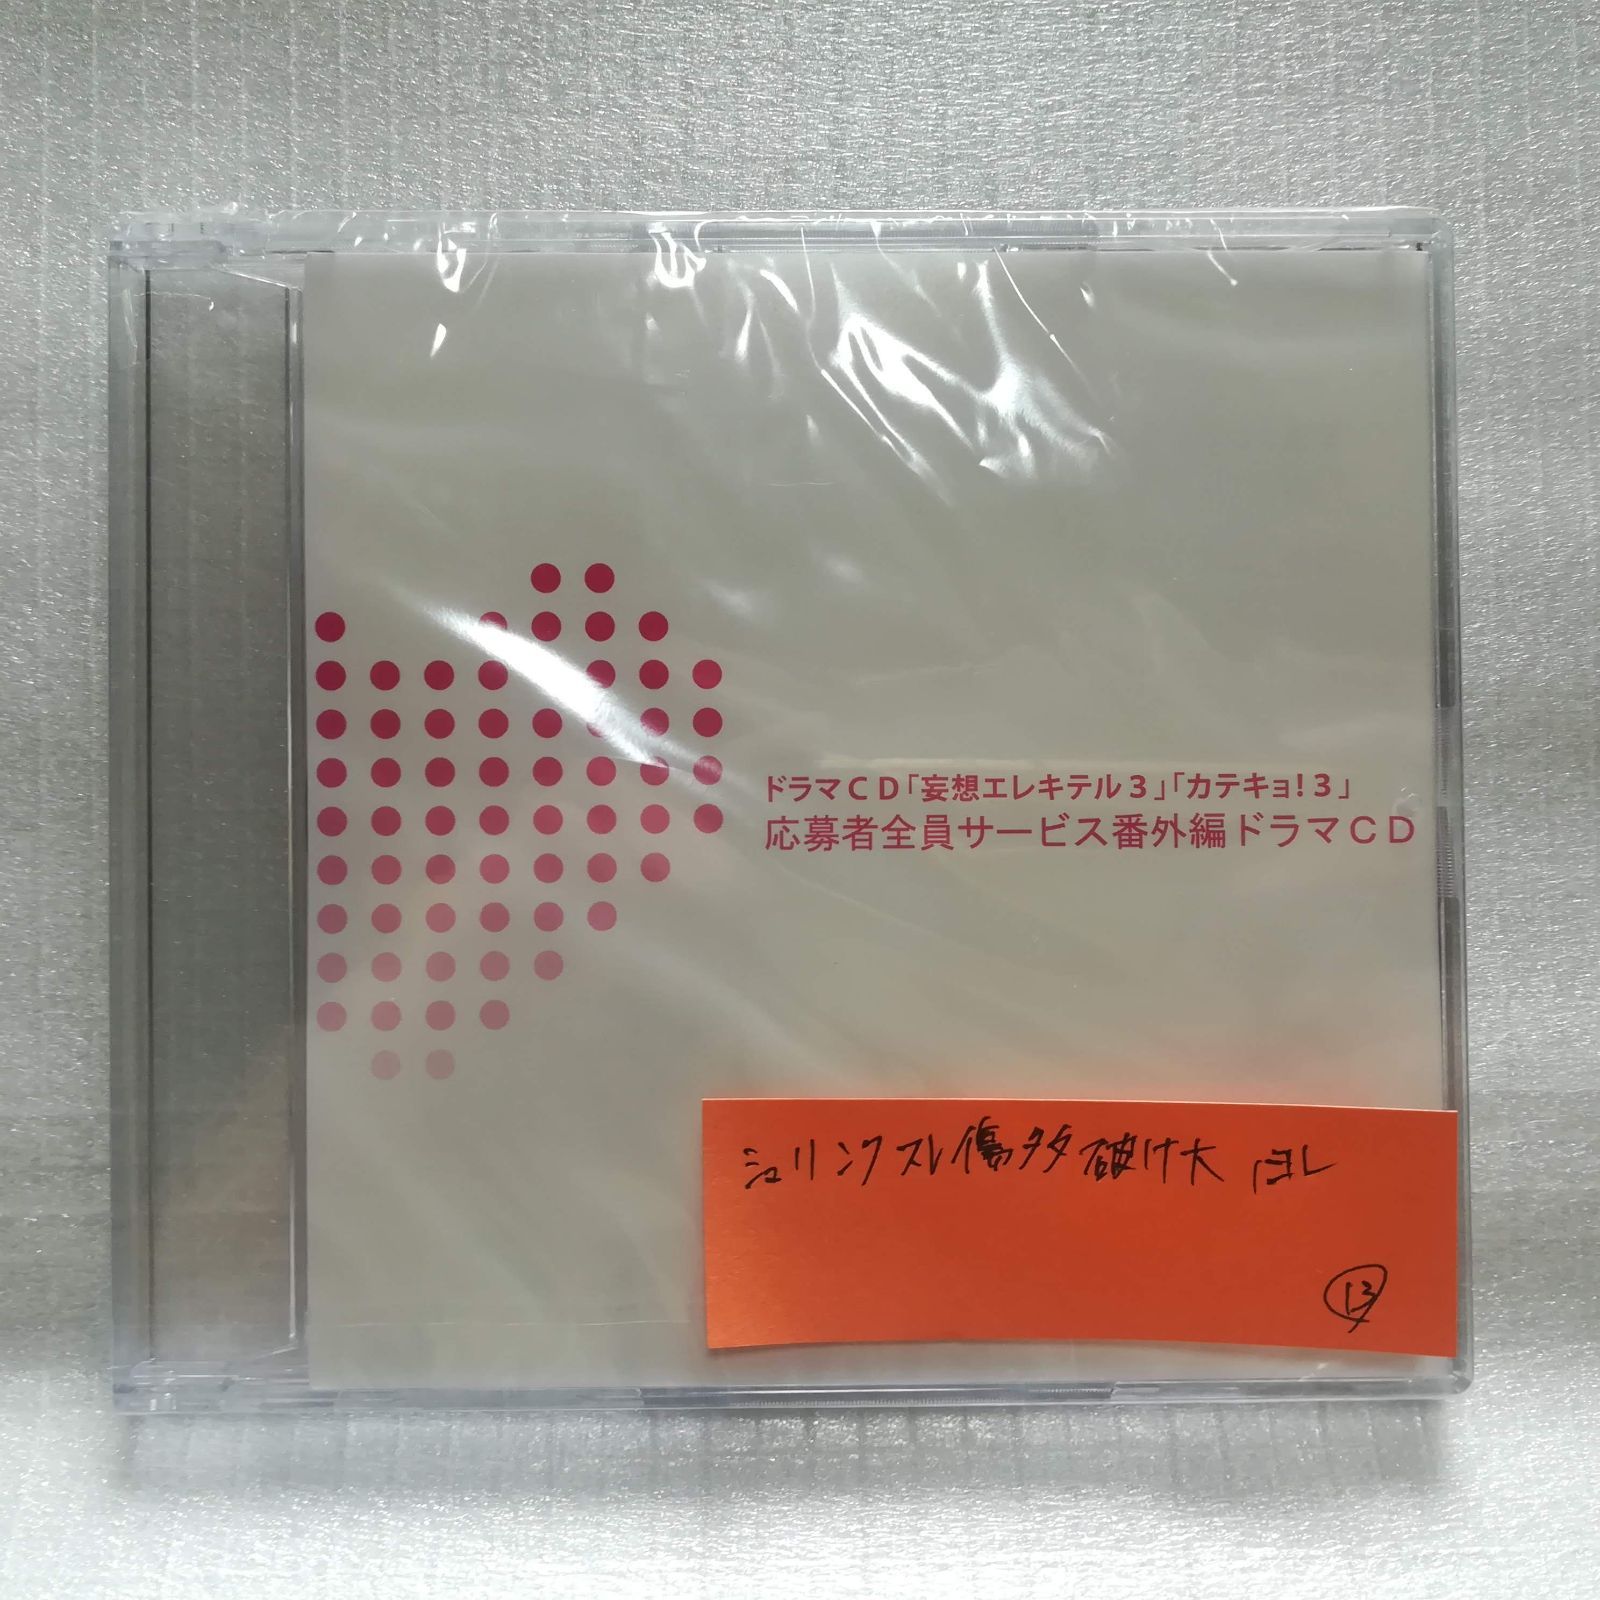 ドラマCD「妄想エレキテル3」「カテキョ!3」
応募者全員サービス番外編ドラマCD
シュリンクスレ傷多タ破け大 ヨレ
13